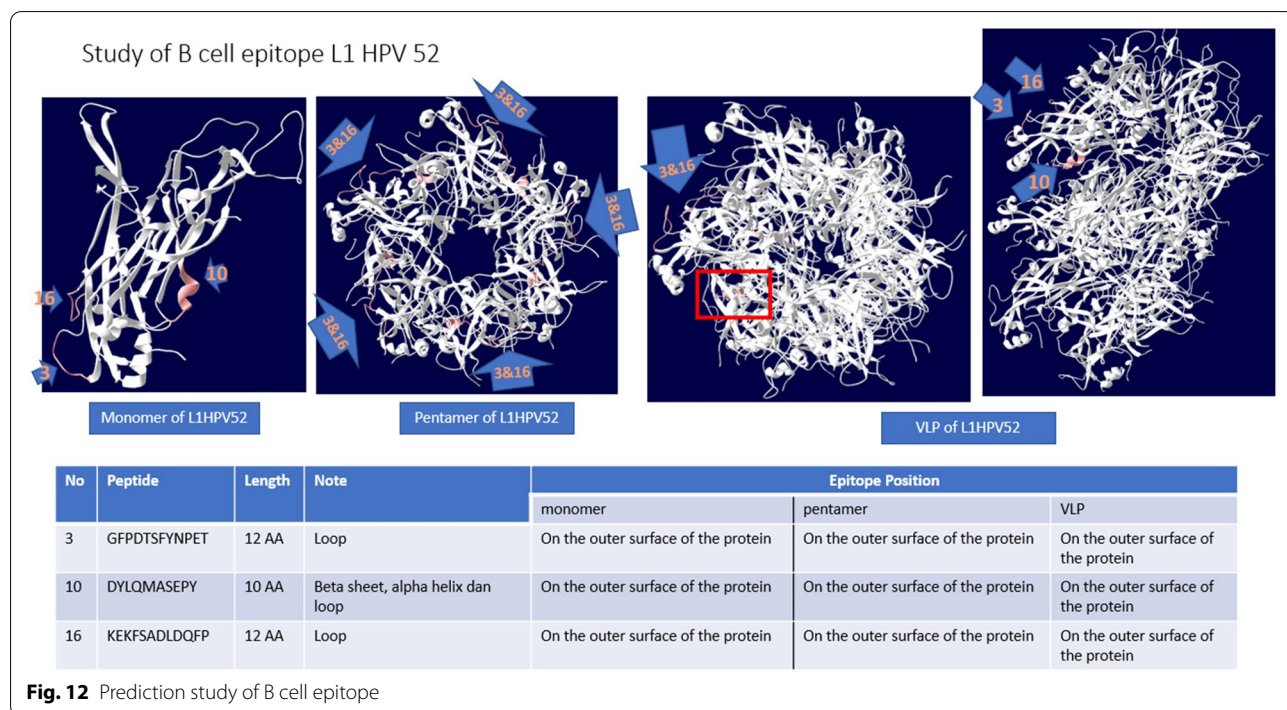 Study of B cell epitope L1 HPV 52
16
3
10
3&16
3&16
3&16
3&16
3&16
3&16
16
3
10
Monomer of L1HPV52
Pentamer of L1HPV52
VLP of L1HPV52
No Peptide Length Note Epitope Position
monomer pentamer VLP
3 GFPDTSFYNPET 12 AA Loop On the outer surface of the protein On the outer surface of the protein On the outer surface of
the protein
10 DYLQMASEPY 10 AA Beta sheet, alpha helix dan On the outer surface of the protein On the outer surface of the protein On the outer surface of
loop the protein
16 KEKFSADLDQFP 12 AA Loop On the outer surface of the protein On the outer surface of the protein On the outer surface of
the protein
Fig. 12 Prediction study of B cell epitope